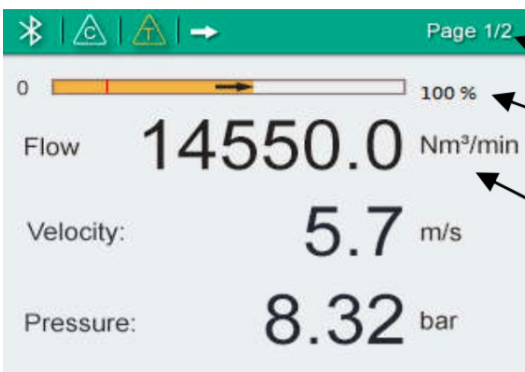 C T Page 1/2
0 100 %
Flow 14550.0 Nm³/min
Velocity: 5.7 m/s
Pressure: 8.32 bar